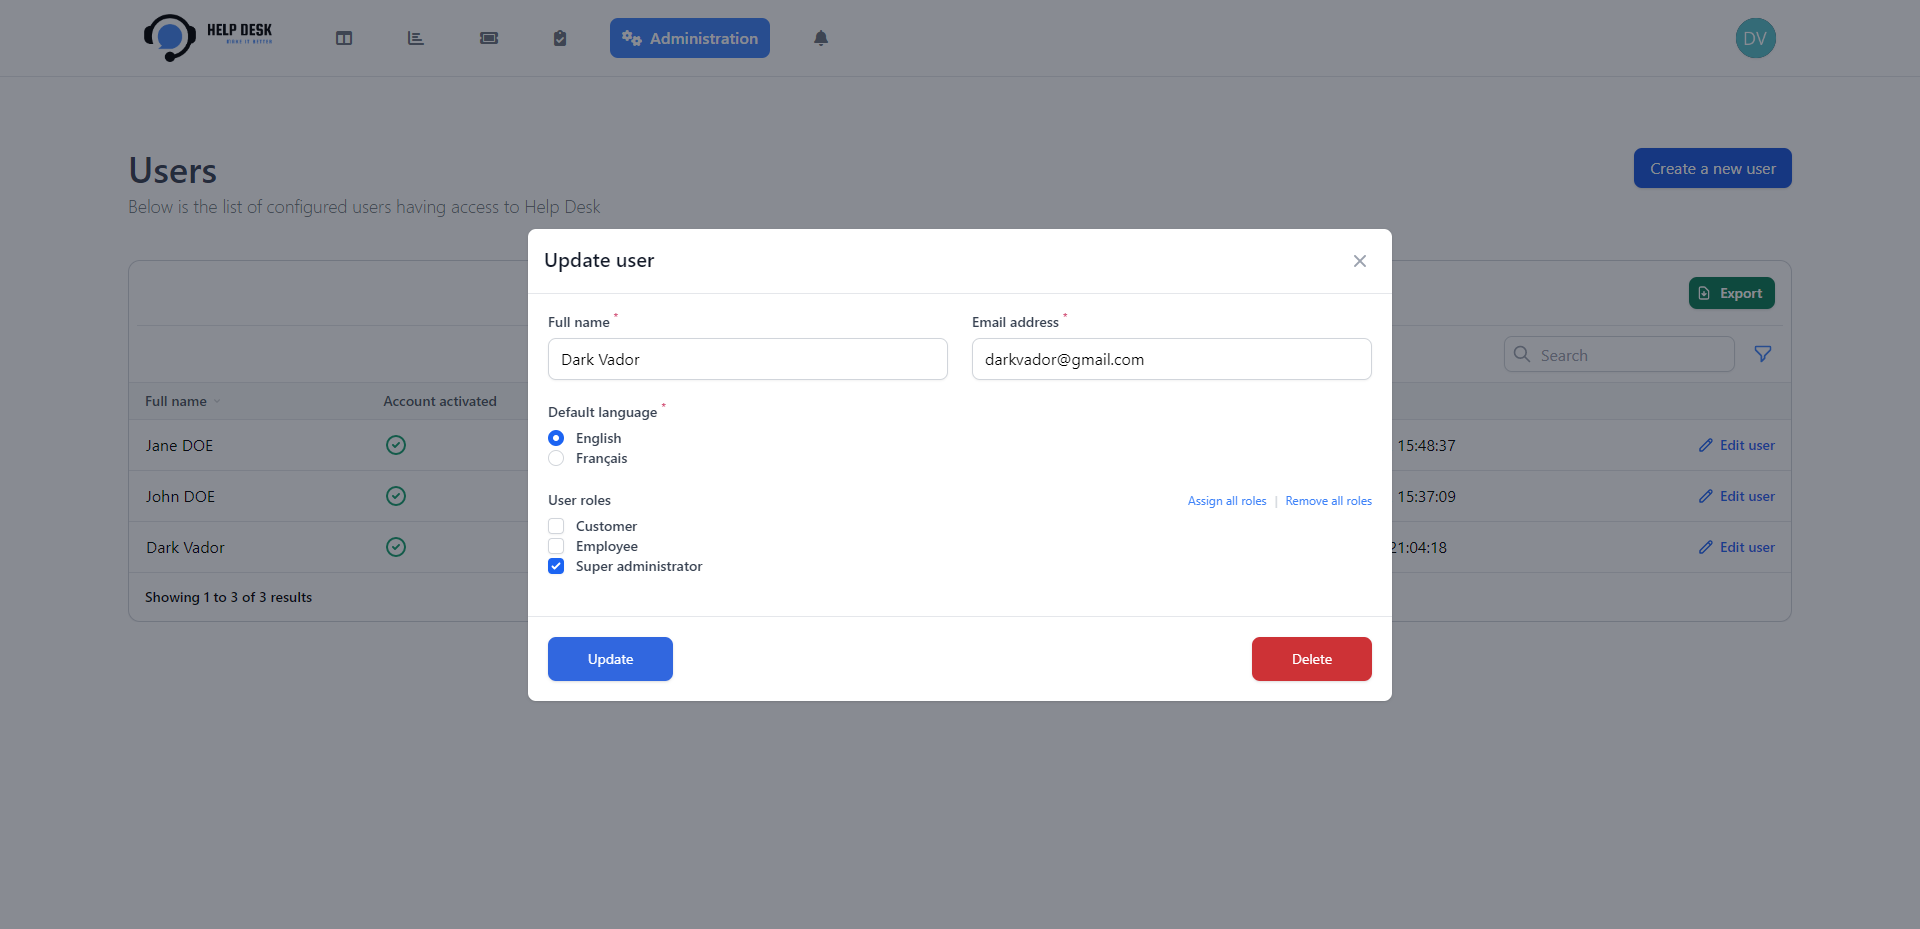 HELP DESK
Administration
DV
Users
Create a new user
Below is the list of configured users having access to Help Desk
Update user
Export
Full name *
Email address *
Dark Vador
darkvador@gmail.com
Search
Default language *
Full name
Account activated
English
Jane DOE
15:48:37
Edit user
Français
John DOE
15:37:09
Edit user
User roles
Assign all roles | Remove all roles
Customer
Employee
Dark Vador
21:04:18
Edit user
Super administrator
Showing 1 to 3 of 3 results
Update
Delete